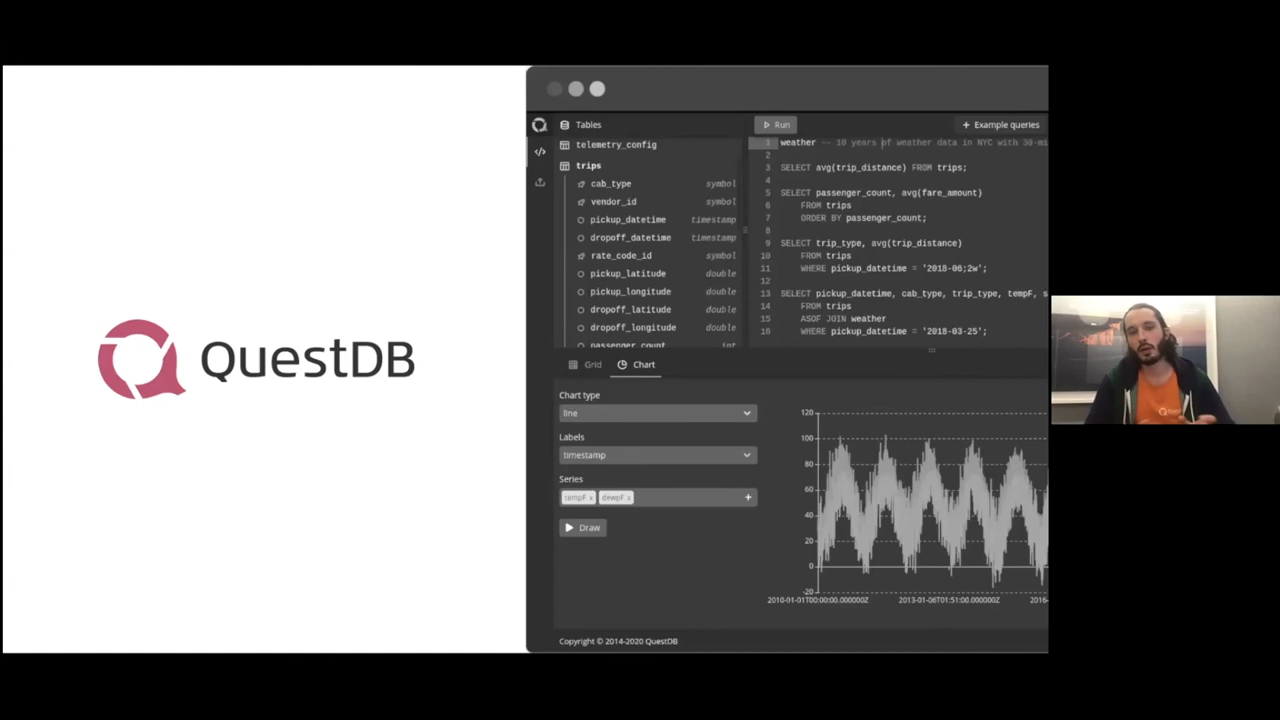 QuestDB
Tables
telemetry_config
trips
cab_type symbol
vendor_id symbol
pickup_datetime timestamp
dropoff_datetime timestamp
rate_code_id symbol
pickup_latitude double
pickup_longitude double
dropoff_latitude double
dropoff_longitude double
passenger_count int
Run
+ Example queries
1 weather -- 10 years of weather data in NYC with 30-mi
2
3 SELECT avg(trip_distance) FROM trips;
4
5 SELECT passenger_count, avg(fare_amount)
6 FROM trips
7 ORDER BY passenger_count;
8
9 SELECT trip_type, avg(trip_distance)
10 FROM trips
11 WHERE pickup_datetime = '2018-06;2w';
12
13 SELECT pickup_datetime, cab_type, trip_type, tempF, s
14 FROM trips
15 ASOF JOIN weather
16 WHERE pickup_datetime = '2018-03-25';
Grid Chart
Chart type
line
Labels
timestamp
Series
tempF x dewpF x +
Draw
120
100
80
60
40
20
0
-20
2010-01-01T00:00:00.000000Z 2013-01-06T01:51:00.000000Z 2016-
Copyright © 2014-2020 QuestDB